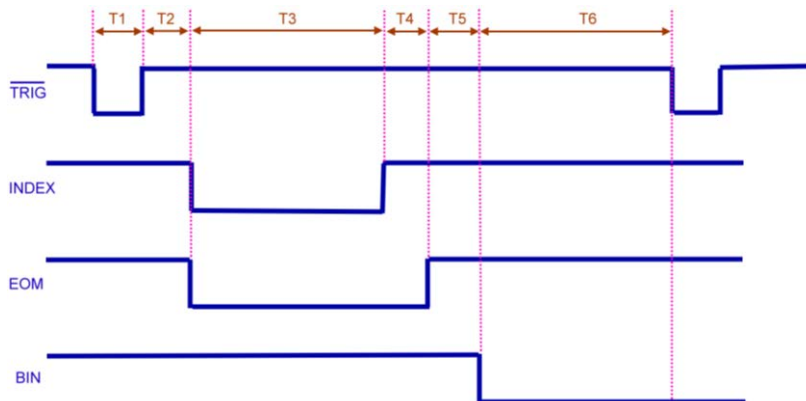 T1 T2 T3 T4 T5 T6
TRIG
INDEX
EOM
BIN